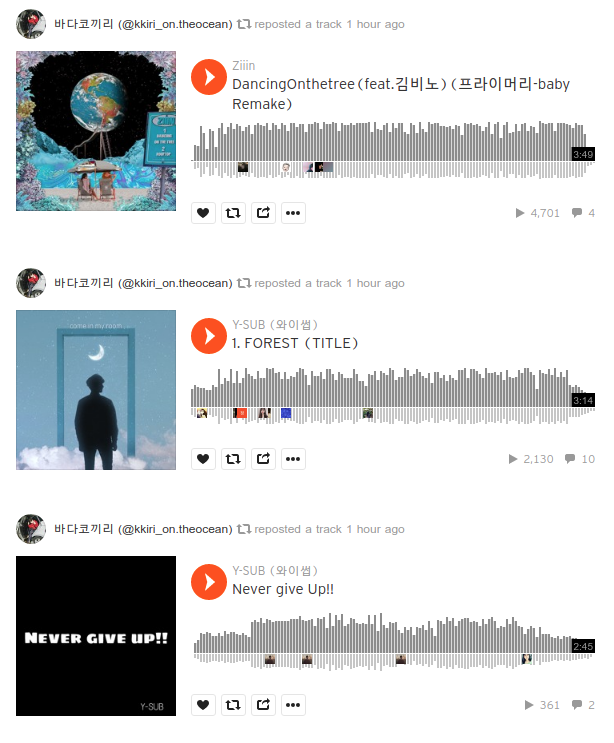 바다코끼리 (@kkiri_on.theocean) reposted a track 1 hour ago
Ziiin
DancingOnthetree(feat.김비노)(프라이머리-baby
Remake)
3:49
4,701 4
바다코끼리 (@kkiri_on.theocean) reposted a track 1 hour ago
come in my room
Y-SUB (와이썹)
1. FOREST (TITLE)
3:14
2,130 10
바다코끼리 (@kkiri_on.theocean) reposted a track 1 hour ago
Y-SUB (와이썹)
Never give Up!!
NEVER GIVE UP!!
Y-SUB
2:45
361 2